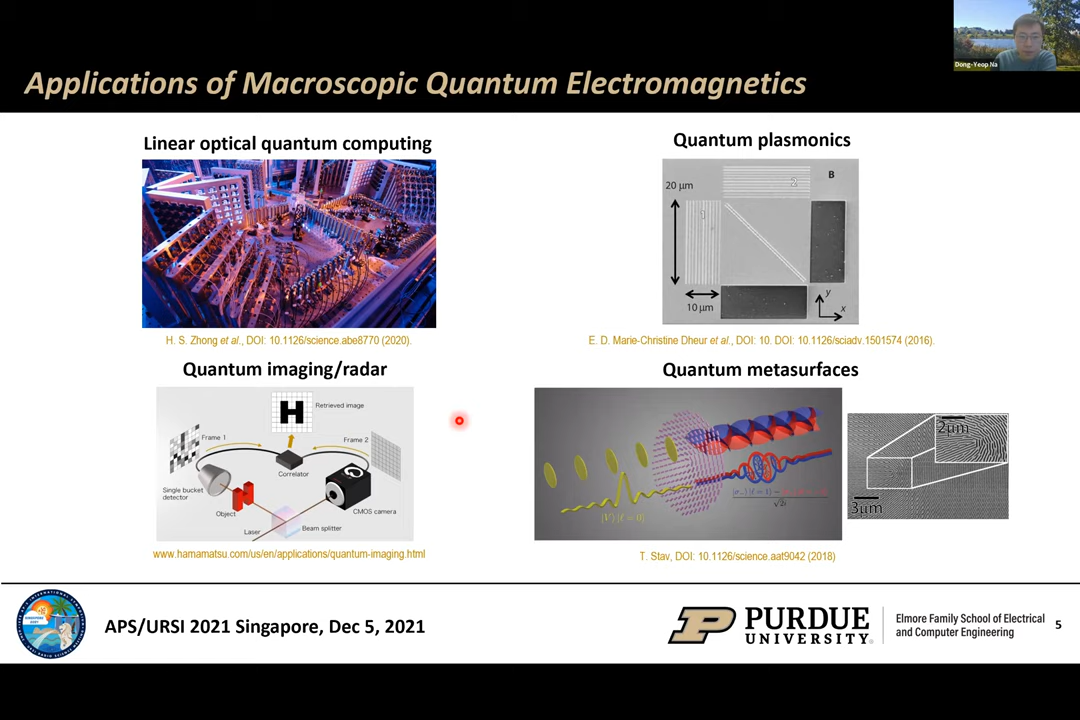 Dong-Yeop Na
Applications of Macroscopic Quantum Electromagnetics
Linear optical quantum computing
H. S. Zhong et al., DOI: 10.1126/science.abe8770 (2020).
Quantum plasmonics
B
20 μm
2
1
10 μm
y
x
E. D. Marie-Christine Dheur et al., DOI: 10. DOI: 10.1126/sciadv.1501574 (2016).
Quantum imaging/radar
H
Retrieved image
Frame 1
Frame 2
Correlator
Single bucket
detector
Object
CMOS camera
Beam splitter
Laser
www.hamamatsu.com/us/en/applications/quantum-imaging.html
Quantum metasurfaces
2μm
3μm
T. Stav, DOI: 10.1126/science.aat9042 (2018)
APS/URSI 2021 Singapore, Dec 5, 2021
P
PURDUE
UNIVERSITY®
Elmore Family School of Electrical
and Computer Engineering
5